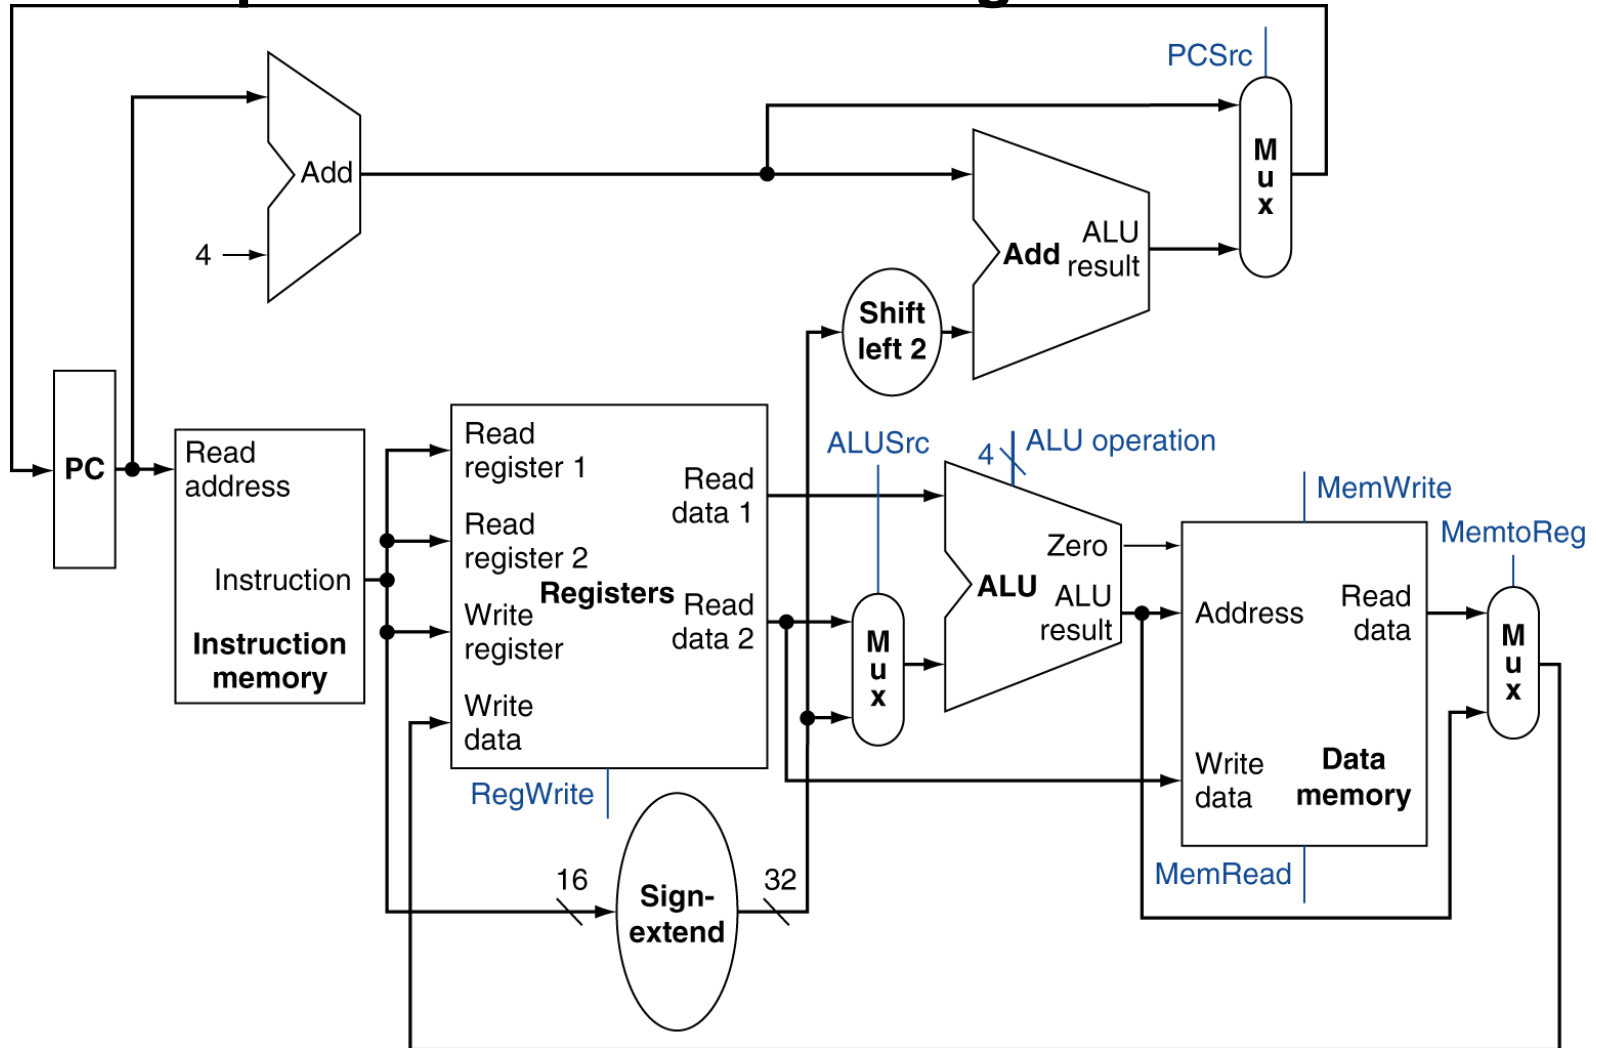 PCSrc
M
u
x
Add
4
ALU
result
Add
Shift
left 2
PC
Read
address
Instruction
Instruction
memory
Read
register 1
Read
register 2
Write
register
Write
data
Registers
Read
data 1
Read
data 2
RegWrite
16
Sign-
extend
32
ALUSrc
M
u
x
4
ALU operation
Zero
ALU
ALU
result
MemWrite
Address
Read
data
Write
data
Data
memory
MemRead
MemtoReg
M
u
x